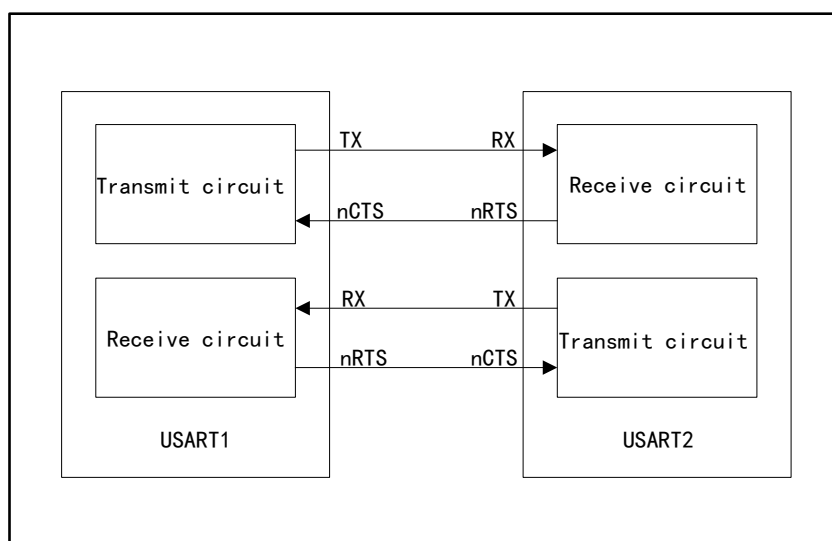 TX RX
Transmit circuit Receive circuit
nCTS nRTS
RX TX
Receive circuit Transmit circuit
nRTS nCTS
USART1 USART2